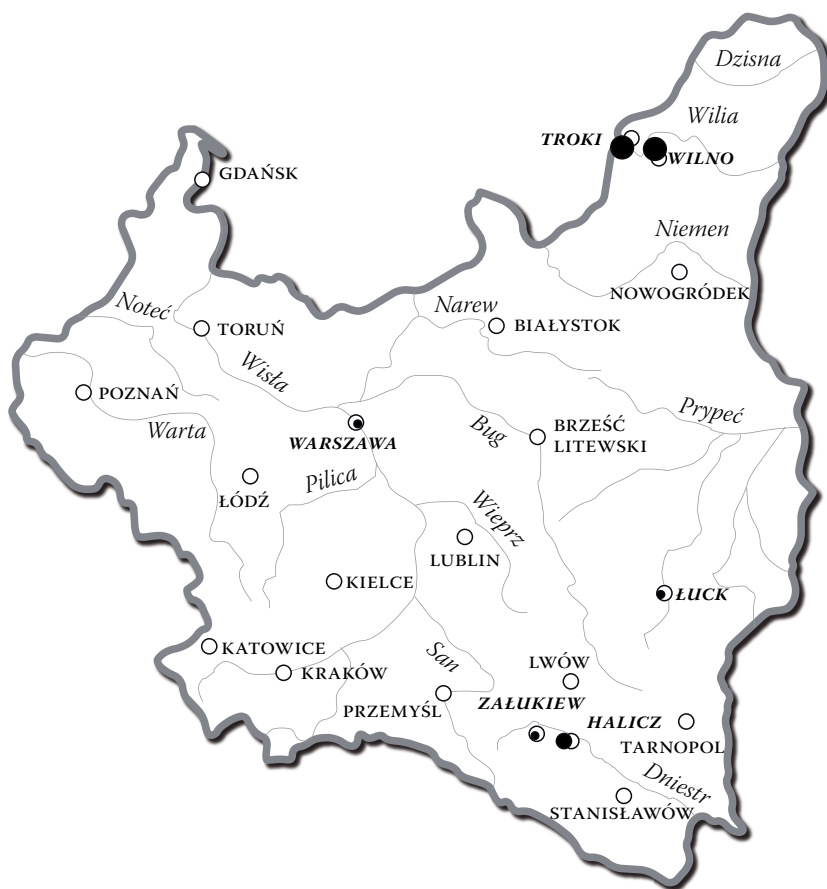 Dzisna
Wilia
TROKI
WILNO
GDAŃSK
Niemen
NOWOGRÓDEK
Noteć
TORUŃ
Narew
BIAŁYSTOK
Wisła
POZNAŃ
Warta
WARSZAWA
Bug
BRZEŚĆ
LITEWSKI
Prypeć
ŁÓDŹ
Pilica
Wieprz
LUBLIN
KIELCE
ŁUCK
KATOWICE
KRAKÓW
San
LWÓW
PRZEMYŚL
ZAŁUKIEW
HALICZ
TARNOPOL
Dniestr
STANISŁAWÓW